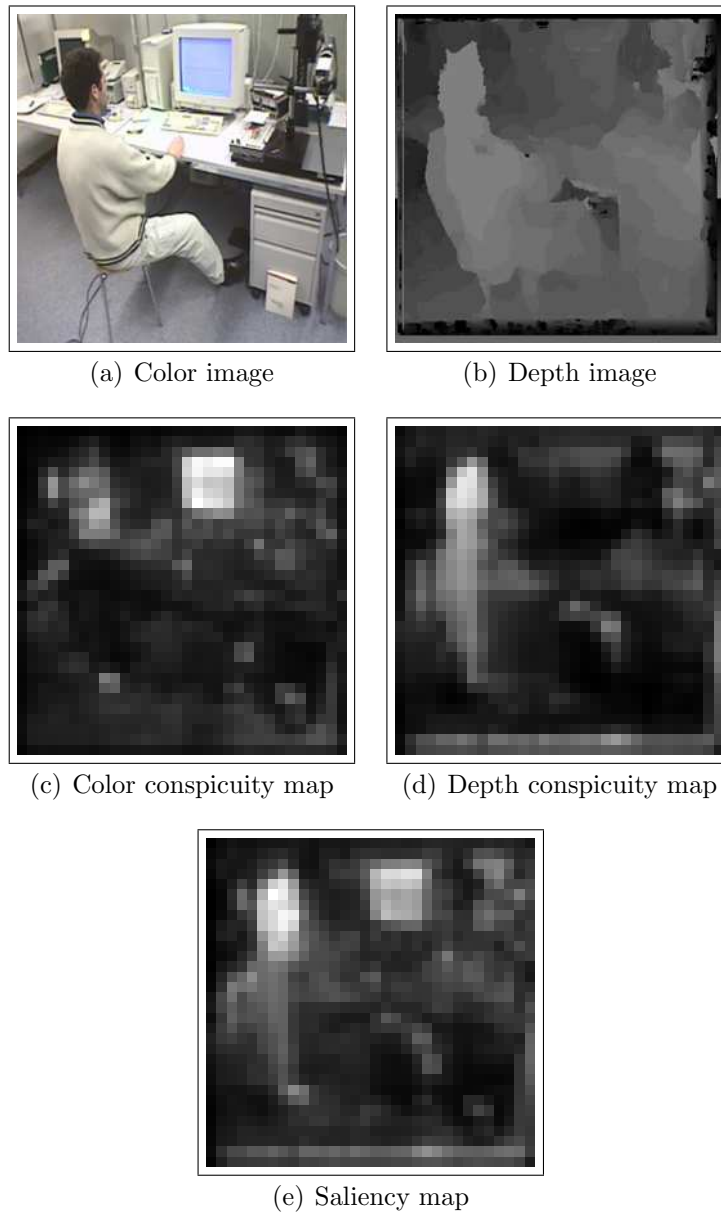 (a) Color image
(b) Depth image
(c) Color conspicuity map
(d) Depth conspicuity map
(e) Saliency map